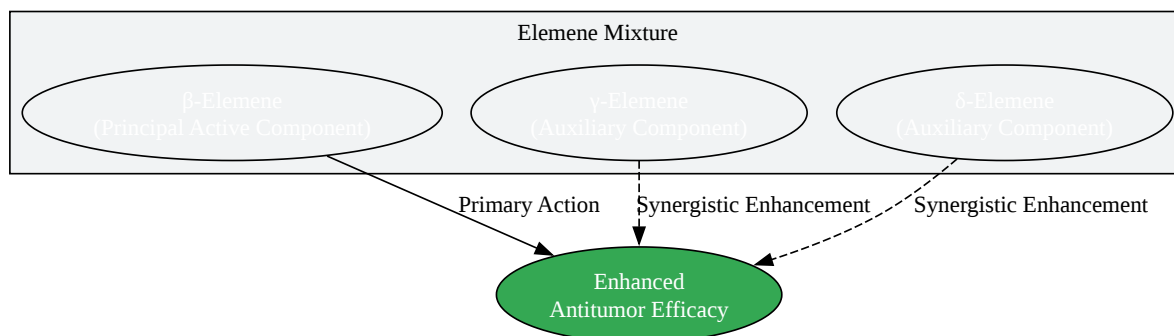 Elemene Mixture
β-Elemene
(Principal Active Component)
γ-Elemene
(Auxiliary Component)
δ-Elemene
(Auxiliary Component)
Primary Action
Synergistic Enhancement
Synergistic Enhancement
Enhanced
Antitumor Efficacy